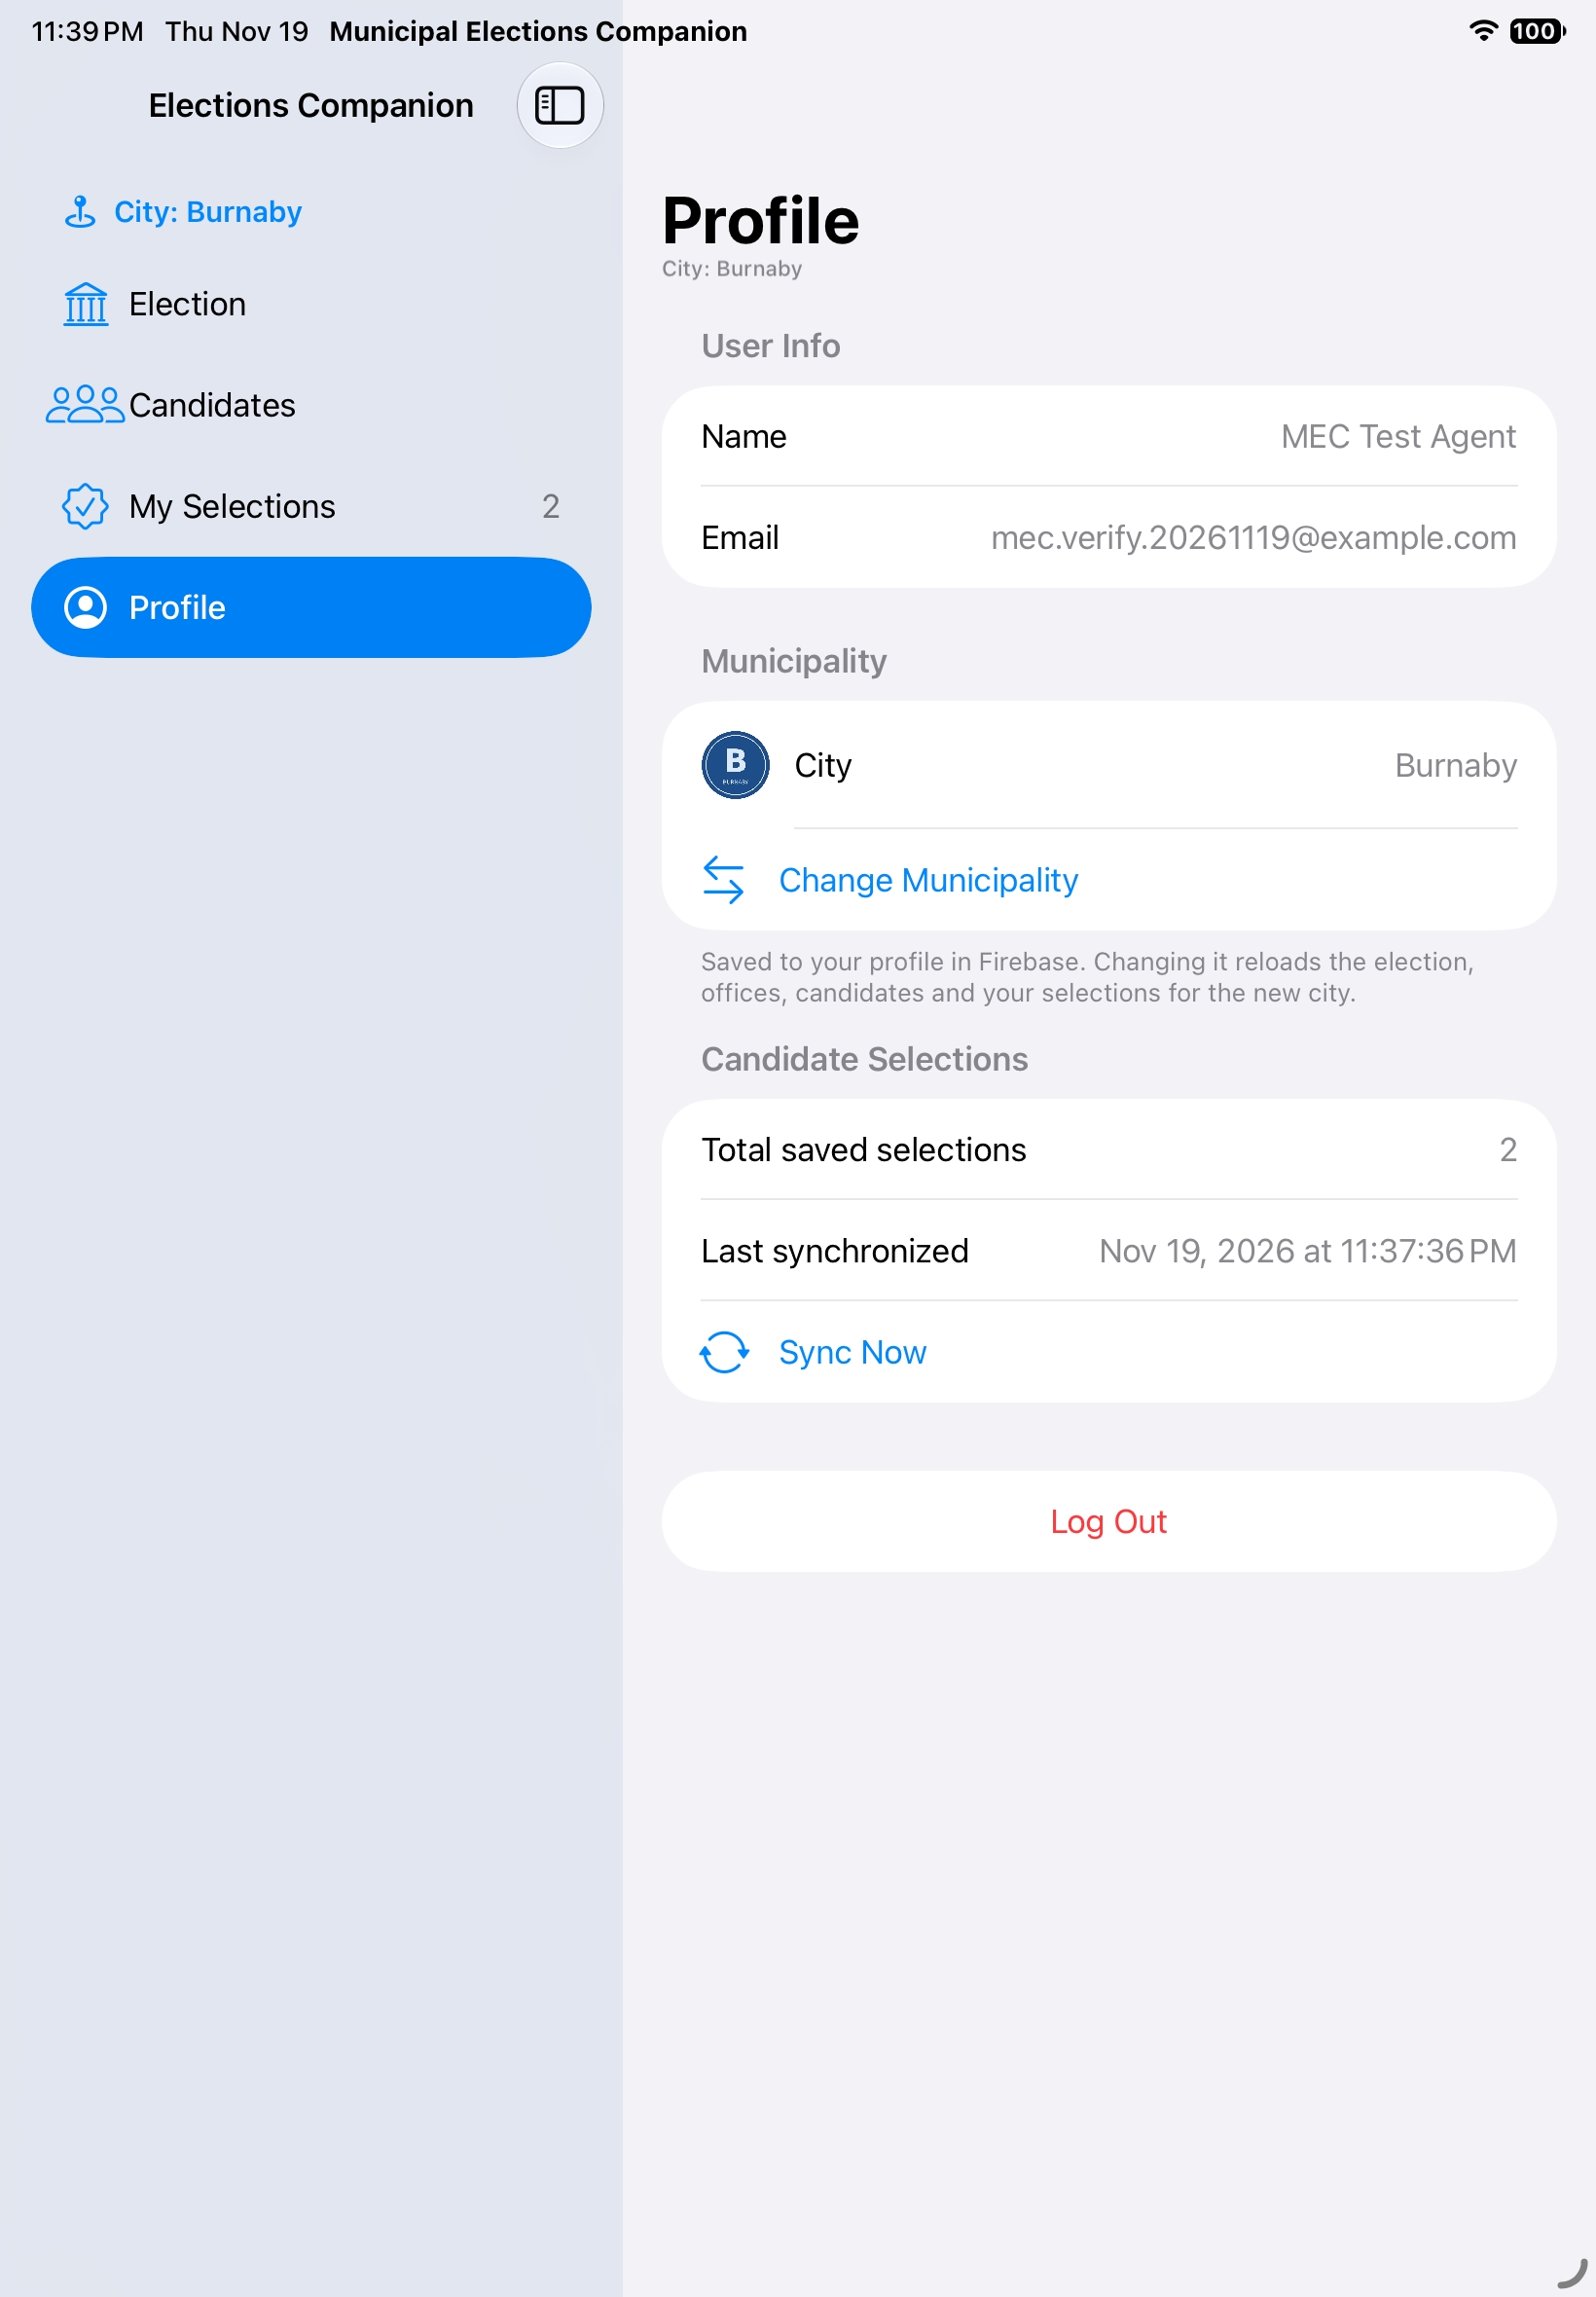 11:39 PM Thu Nov 19 Municipal Elections Companion
100
Elections Companion
City: Burnaby
Election
Candidates
My Selections 2
Profile
Profile
City: Burnaby
User Info
Name MEC Test Agent
Email mec.verify.20261119@example.com
Municipality
B
BURNABY
City Burnaby
Change Municipality
Saved to your profile in Firebase. Changing it reloads the election,
offices, candidates and your selections for the new city.
Candidate Selections
Total saved selections 2
Last synchronized Nov 19, 2026 at 11:37:36 PM
Sync Now
Log Out